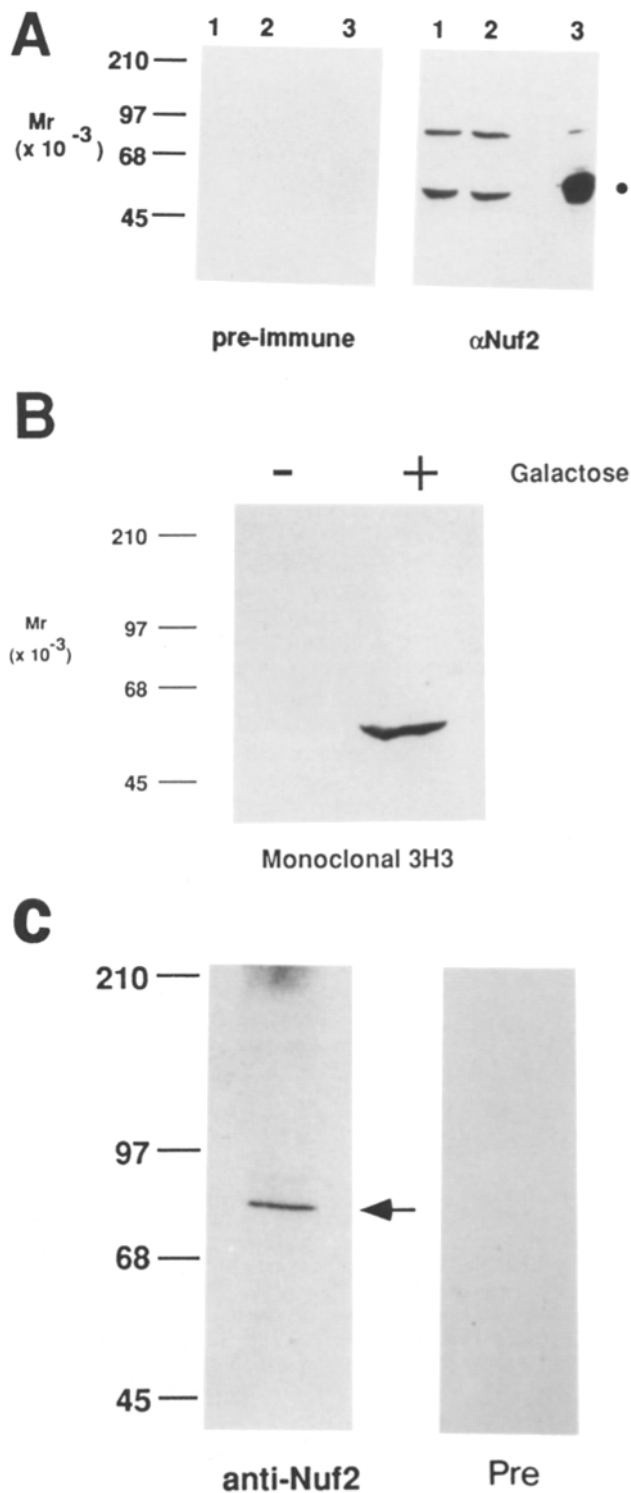 A
1 2 3 1 2 3
210
97
Mr
(x 10 -3 ) 68
45
pre-immune αNuf2
B
- + Galactose
210
97
Mr
(x 10 -3)
68
45
Monoclonal 3H3
C
210
97
68
45
anti-Nuf2 Pre